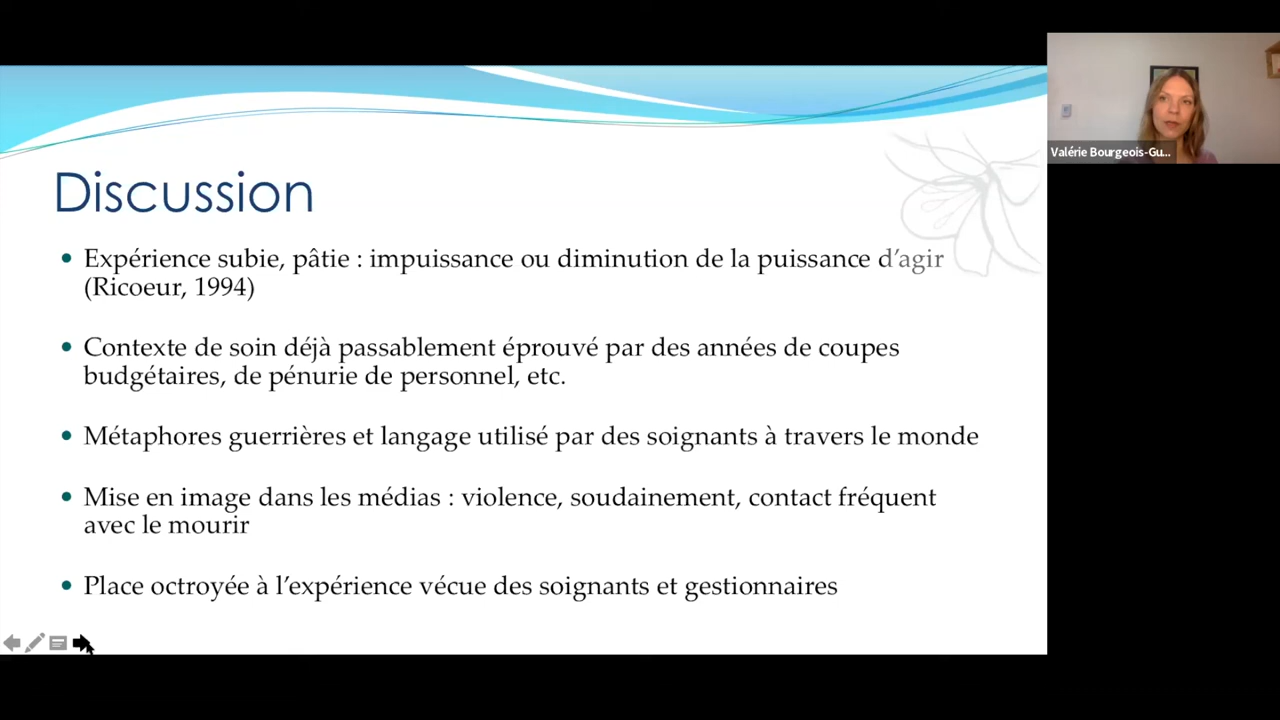 Discussion
• Expérience subie, pâtie : impuissance ou diminution de la puissance d’agir
(Ricoeur, 1994)
• Contexte de soin déjà passablement éprouvé par des années de coupes
budgétaires, de pénurie de personnel, etc.
• Métaphores guerrières et langage utilisé par des soignants à travers le monde
• Mise en image dans les médias : violence, soudainement, contact fréquent
avec le mourir
• Place octroyée à l’expérience vécue des soignants et gestionnaires
Valérie Bourgeois-Gu...